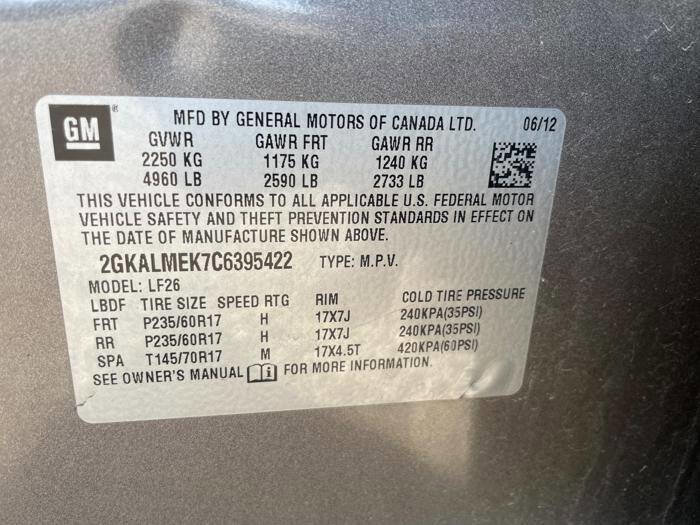 GM ®
MFD BY GENERAL MOTORS OF CANADA LTD. 06/12
GVWR GAWR FRT GAWR RR
2250 KG 1175 KG 1240 KG
4960 LB 2590 LB 2733 LB
THIS VEHICLE CONFORMS TO ALL APPLICABLE U.S. FEDERAL MOTOR
VEHICLE SAFETY AND THEFT PREVENTION STANDARDS IN EFFECT ON
THE DATE OF MANUFACTURE SHOWN ABOVE.
2GKALMEK7C6395422 TYPE: M.P.V.
MODEL: LF26
LBDF TIRE SIZE SPEED RTG RIM COLD TIRE PRESSURE
FRT P235/60R17 H 17X7J 240KPA(35PSI)
RR P235/60R17 H 17X7J 240KPA(35PSI)
SPA T145/70R17 M 17X4.5T 420KPA(60PSI)
SEE OWNER'S MANUAL FOR MORE INFORMATION.